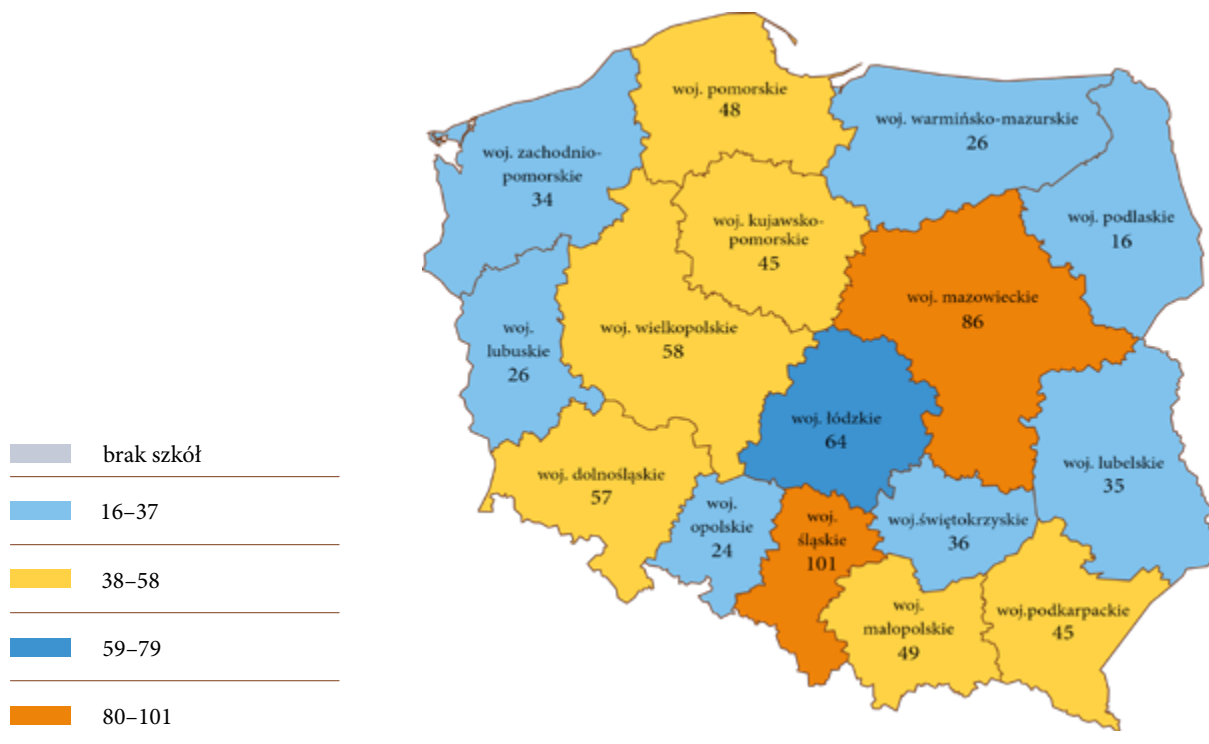 woj. pomorskie
48
woj. warmińsko-mazurskie
26
woj. zachodnio-
pomorskie
34
woj. podlaskie
16
woj. kujawsko-
pomorskie
45
woj. mazowieckie
86
woj. wielkopolskie
58
woj.
lubuskie
26
woj. łódzkie
64
woj. lubelskie
35
woj. dolnośląskie
57
woj.
opolskie
24
woj.
śląskie
101
woj.świętokrzyskie
36
woj.
małopolskie
49
woj.podkarpackie
45
brak szkół
16–37
38–58
59–79
80–101